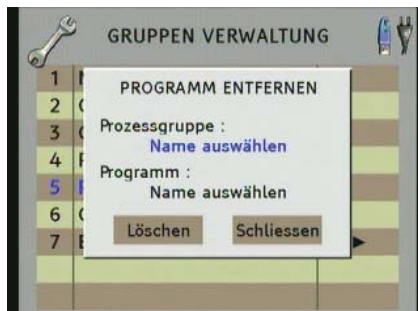 GRUPPEN VERWALTUNG
PROGRAMM ENTFERNEN
Prozessgruppe :
Name auswählen
Programm :
Name auswählen
Löschen Schliessen
1
2
3
4
5
6
7